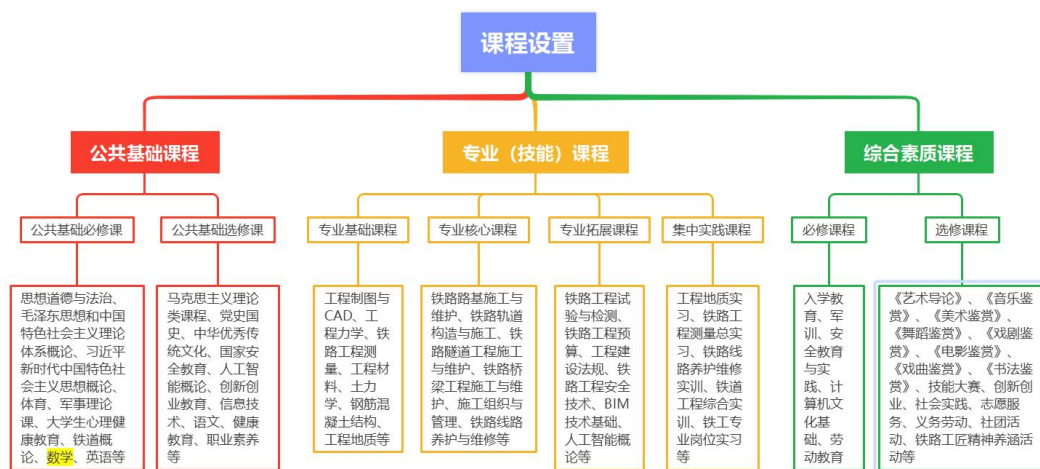 课程设置
公共基础课程
专业（技能）课程
综合素质课程
公共基础必修课
公共基础选修课
专业基础课程
专业核心课程
专业拓展课程
集中实践课程
必修课程
选修课程
思想道德与法治、
毛泽东思想和中国
特色社会主义理论
体系概论、习近平
新时代中国特色社
会主义思想概论、
体育、军事理论
课、大学生心理健
康教育、铁道概
论、数学、英语等
马克思主义理论
类课程、党史国
史、中华优秀传
统文化、国家安
全教育、人工智
能概论、创新创
业教育、信息技
术、语文、健康
教育、职业素养
等
工程制图与
CAD、工
程力学、铁
路工程测
量、工程材
料、土力
学、钢筋混
凝土结构、
工程地质等
铁路路基施工与
维护、铁路轨道
构造与施工、铁
路隧道工程施工
与维护、铁路桥
梁工程施工与维
护、施工组织与
管理、铁路线路
养护与维修等
铁路工程试
验与检测、
铁路工程预
算、工程建
设法规、铁
路工程安全
技术、BIM
技术基础、
人工智能概
论等
工程地质实
习、铁路工
程测量总实
习、铁路线
路养护维修
实训、铁道
工程综合实
训、铁工专
业岗位实习
等
入学教
育、军
训、安
全教育
与实
践、计
算机文
化基
础、劳
动教育
《艺术导论》、《音乐鉴
赏》、《美术鉴赏》、
《舞蹈鉴赏》、《戏剧鉴
赏》、《电影鉴赏》、
《戏曲鉴赏》、《书法鉴
赏》、技能大赛、创新创
业、社会实践、志愿服
务、义务劳动、社团活
动、铁路工匠精神养涵活
动等